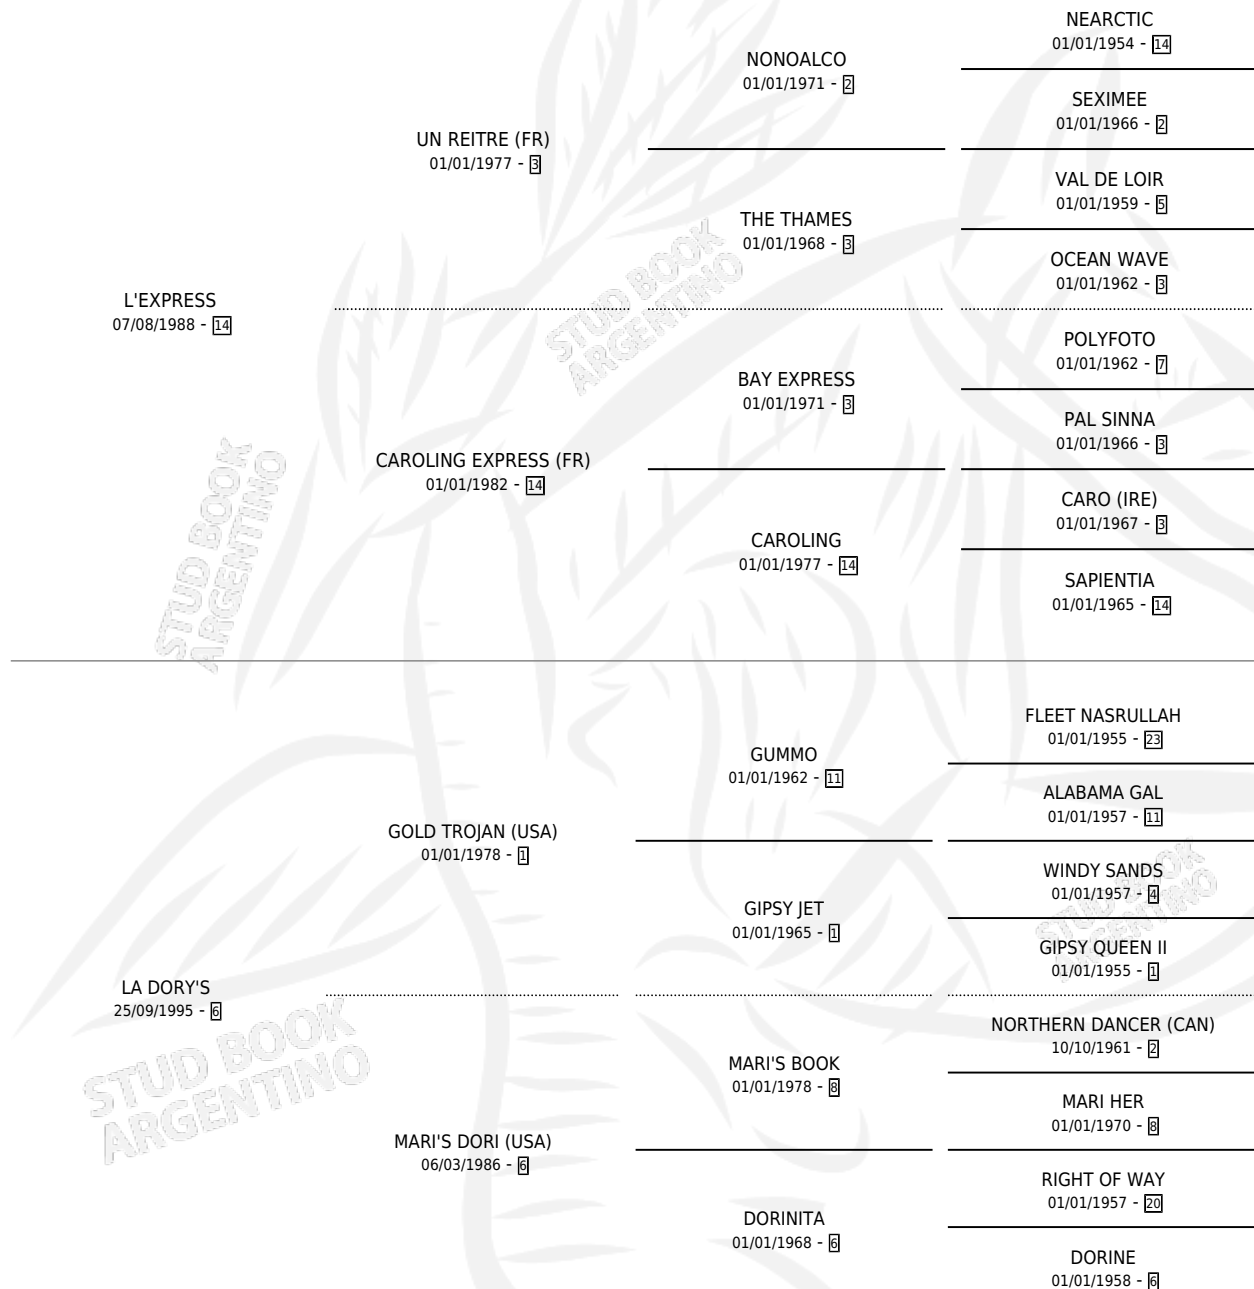 NEARCTIC
01/01/1954 - 14
NONOALCO
01/01/1971 - 2
SEXIMEE
01/01/1966 - 2
UN REITRE (FR)
01/01/1977 - 3
VAL DE LOIR
01/01/1959 - 5
THE THAMES
01/01/1968 - 3
OCEAN WAVE
01/01/1962 - 3
L'EXPRESS
07/08/1988 - 14
POLYFOTO
01/01/1962 - 7
BAY EXPRESS
01/01/1971 - 3
PAL SINNA
01/01/1966 - 3
CAROLING EXPRESS (FR)
01/01/1982 - 14
CARO (IRE)
01/01/1967 - 3
CAROLING
01/01/1977 - 14
SAPIENTIA
01/01/1965 - 14
FLEET NASRULLAH
01/01/1955 - 23
GUMMO
01/01/1962 - 11
ALABAMA GAL
01/01/1957 - 11
GOLD TROJAN (USA)
01/01/1978 - 1
WINDY SANDS
01/01/1957 - 4
GIPSY JET
01/01/1965 - 1
GIPSY QUEEN II
01/01/1955 - 1
LA DORY'S
25/09/1995 - 6
NORTHERN DANCER (CAN)
10/10/1961 - 2
MARI'S BOOK
01/01/1978 - 8
MARI HER
01/01/1970 - 8
MARI'S DORI (USA)
06/03/1986 - 6
RIGHT OF WAY
01/01/1957 - 20
DORINITA
01/01/1968 - 6
DORINE
01/01/1958 - 6
STUD BOOK
ARGENTINO
STUD BOOK
ARGENTINO
STUD BOOK
ARGENTINO
STUD BOOK
ARGENTINO